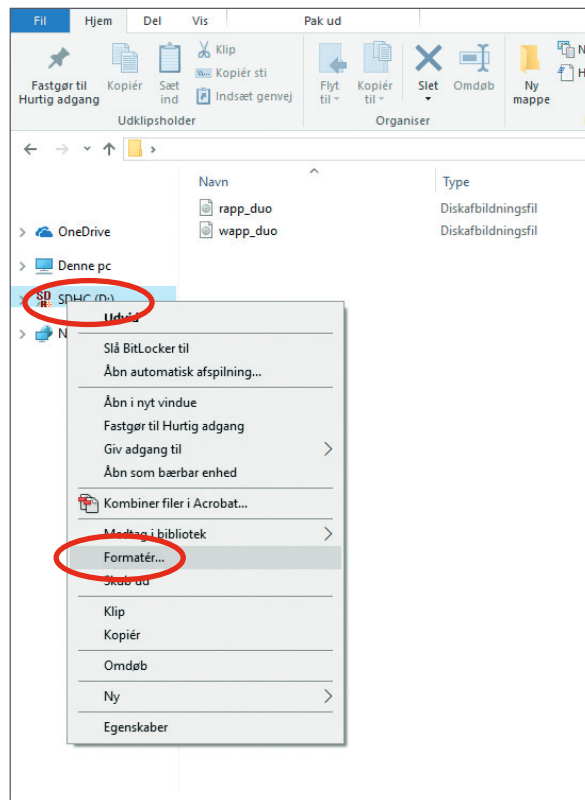 Fil Hjem Del Vis Pak ud
Fastgør til
Hurtig adgang
Kopiér
Sæt
ind
Klip
Kopiér sti
Indsæt genvej
Udklipsholder
Flyt
til
Kopiér
til
Slet
Omdøb
Organiser
Ny
mappe
N
H
Navn Type
rapp_duo Diskafbildningsfil
wapp_duo Diskafbildningsfil
OneDrive
Denne pc
SDHC (D:)
N
Udvid
Slå BitLocker til
Åbn automatisk afspilning...
Åbn i nyt vindue
Fastgør til Hurtig adgang
Giv adgang til
Åbn som bærbar enhed
Kombiner filer i Acrobat...
Medtag i bibliotek
Formatér...
Skub ud
Klip
Kopiér
Omdøb
Ny
Egenskaber